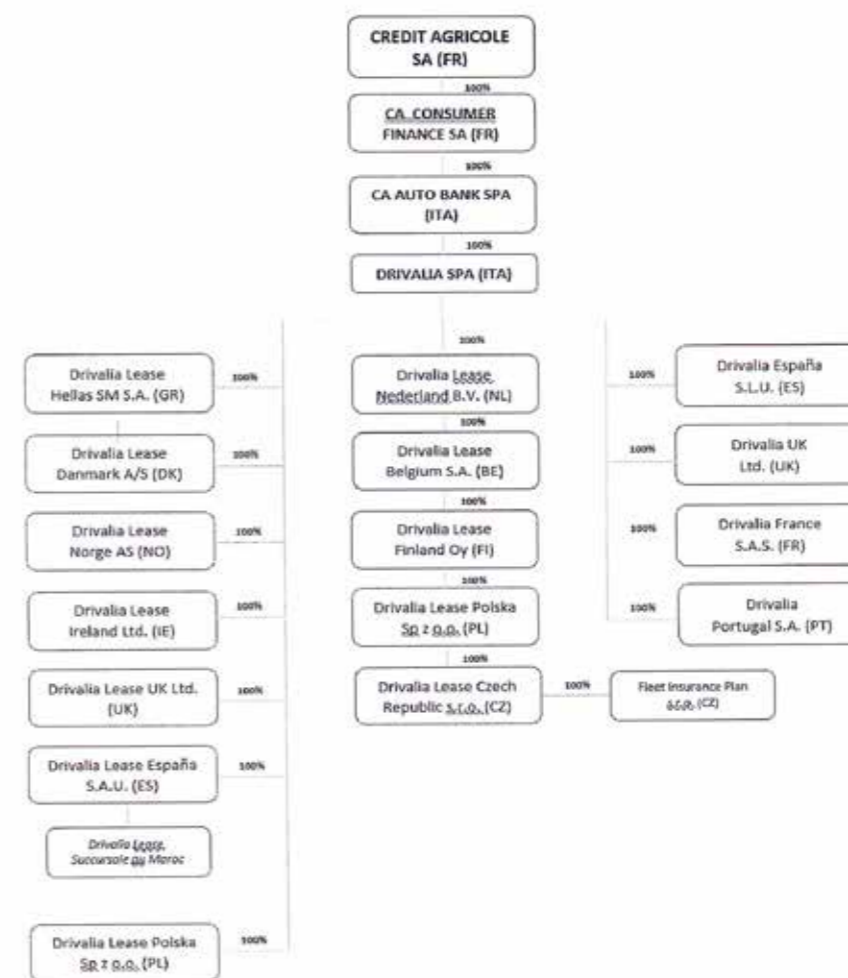 CREDIT AGRICOLE
SA (FR)
100%
CA CONSUMER
FINANCE SA (FR)
100%
CA AUTO BANK SPA
(ITA)
100%
DRIVALIA SPA (ITA)
Drivalia Lease
Hellas SM S.A. (GR)
100%
Drivalia Lease
Danmark A/S (DK)
100%
Drivalia Lease
Norge AS (NO)
100%
Drivalia Lease
Ireland Ltd. (IE)
100%
Drivalia Lease UK Ltd.
(UK)
100%
Drivalia Lease España
S.A.U. (ES)
100%
Drivalia Lease,
Succursale au Maroc
Drivalia Lease Polska
Sp z o.o. (PL)
100%
100%
Drivalia Lease
Nederland B.V. (NL)
100%
Drivalia Lease
Belgium S.A. (BE)
100%
Drivalia Lease
Finland Oy (FI)
100%
Drivalia Lease Polska
Sp z o.o. (PL)
100%
Drivalia Lease Czech
Republic s.r.o. (CZ)
100%
Fleet Insurance Plan
s.r.o. (CZ)
100%
Drivalia España
S.L.U. (ES)
100%
Drivalia UK
Ltd. (UK)
100%
Drivalia France
S.A.S. (FR)
100%
Drivalia
Portugal S.A. (PT)